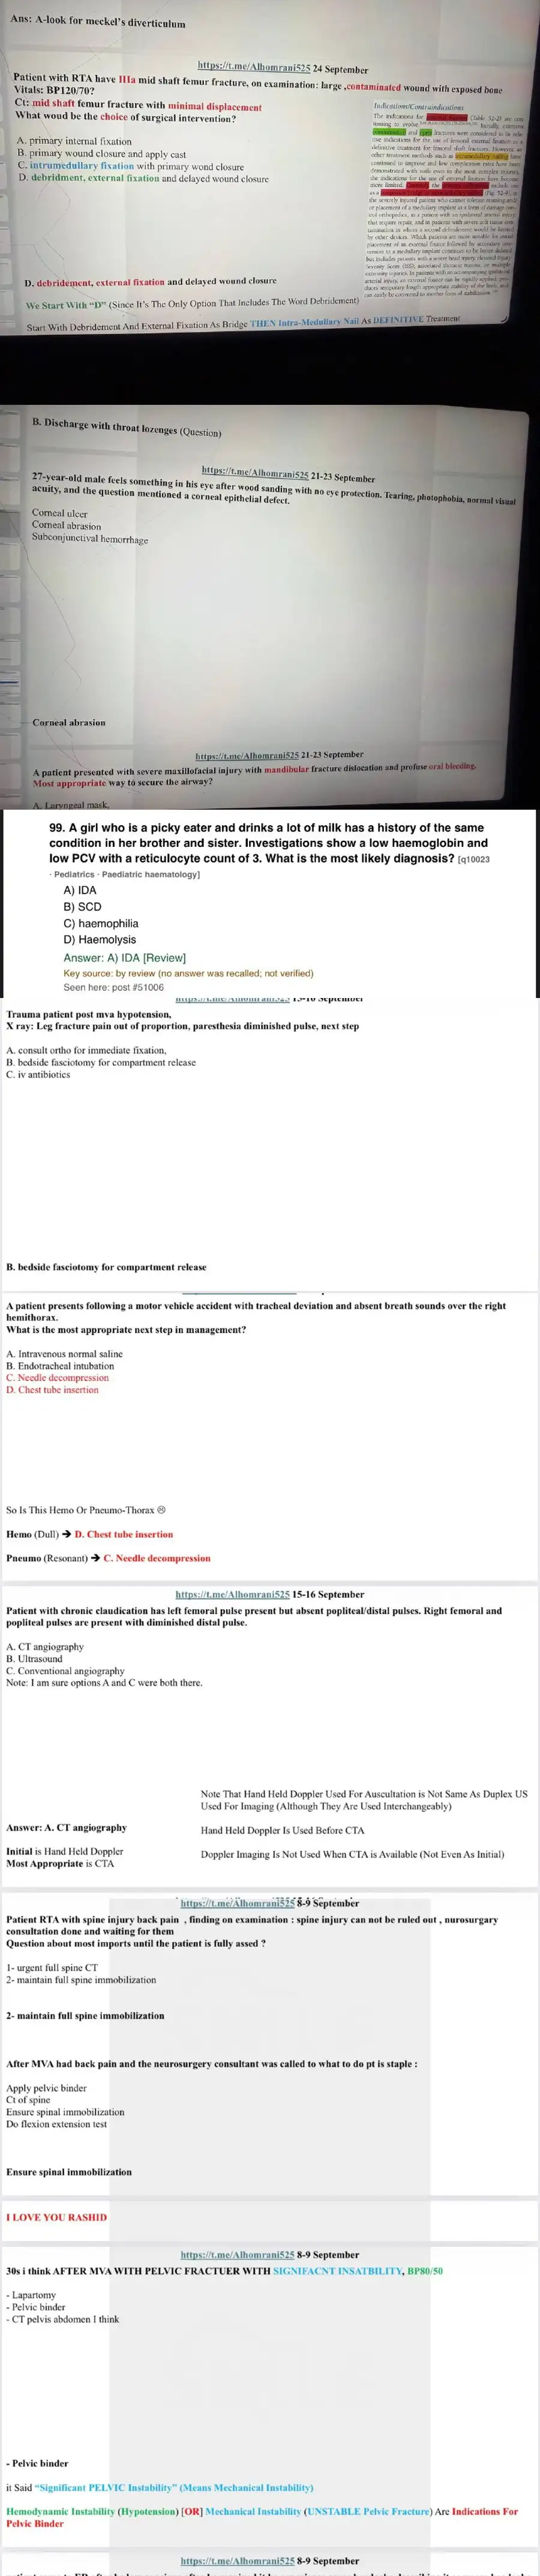 Ans: A-look for meckel's diverticulum
https://t.me/Alhomrani525 24 September
Patient with RTA have IIIa mid shaft femur fracture, on examination: large ,contaminated wound with exposed bone
Vitals: BP120/70?
Ct: mid shaft femur fracture with minimal displacement
What woud be the choice of surgical intervention?
A. primary internal fixation
B. primary wound closure and apply cast
C. intrumedullary fixation with primary wond closure
D. debridment, external fixation and delayed wound closure
Indications/Contraindications
D. debridement, external fixation and delayed wound closure
We Start With “D” (Since It's The Only Option That Includes The Word Debridement)
Start With Debridement And External Fixation As Bridge THEN Intra-Medullary Nail As DEFINITIVE Treatment
B. Discharge with throat lozenges (Question)
https://t.me/Alhomrani525 21-23 September
27-year-old male feels something in his eye after wood sanding with no eye protection. Tearing, photophobia, normal visual
acuity, and the question mentioned a corneal epithelial defect.
Corneal ulcer
Corneal abrasion
Subconjunctival hemorrhage
Corneal abrasion
https://t.me/Alhomrani525 21-23 September
A patient presented with severe maxillofacial injury with mandibular fracture dislocation and profuse oral bleeding.
Most appropriate way to secure the airway?
A. Laryngeal mask,
99. A girl who is a picky eater and drinks a lot of milk has a history of the same
condition in her brother and sister. Investigations show a low haemoglobin and
low PCV with a reticulocyte count of 3. What is the most likely diagnosis? [q10023
· Pediatrics · Paediatric haematology]
A) IDA
B) SCD
C) haemophilia
D) Haemolysis
Answer: A) IDA [Review]
Key source: by review (no answer was recalled; not verified)
Seen here: post #51006
https://t.me/Alhomrani525 15-16 September
Trauma patient post mva hypotension,
X ray: Leg fracture pain out of proportion, paresthesia diminished pulse, next step
A. consult ortho for immediate fixation,
B. bedside fasciotomy for compartment release
C. iv antibiotics
B. bedside fasciotomy for compartment release
A patient presents following a motor vehicle accident with tracheal deviation and absent breath sounds over the right
hemithorax.
What is the most appropriate next step in management?
A. Intravenous normal saline
B. Endotracheal intubation
C. Needle decompression
D. Chest tube insertion
So Is This Hemo Or Pneumo-Thorax ☹
Hemo (Dull) ➔ D. Chest tube insertion
Pneumo (Resonant) ➔ C. Needle decompression
https://t.me/Alhomrani525 15-16 September
Patient with chronic claudication has left femoral pulse present but absent popliteal/distal pulses. Right femoral and
popliteal pulses are present with diminished distal pulse.
A. CT angiography
B. Ultrasound
C. Conventional angiography
Note: I am sure options A and C were both there.
Note That Hand Held Doppler Used For Auscultation is Not Same As Duplex US
Used For Imaging (Although They Are Used Interchangeably)
Answer: A. CT angiography
Hand Held Doppler Is Used Before CTA
Initial is Hand Held Doppler
Most Appropriate is CTA
Doppler Imaging Is Not Used When CTA is Available (Not Even As Initial)
https://t.me/Alhomrani525 8-9 September
Patient RTA with spine injury back pain , finding on examination : spine injury can not be ruled out , nurosurgary
consultation done and waiting for them
Question about most imports until the patient is fully assed ?
1- urgent full spine CT
2- maintain full spine immobilization
2- maintain full spine immobilization
After MVA had back pain and the neurosurgery consultant was called to what to do pt is staple :
Apply pelvic binder
Ct of spine
Ensure spinal immobilization
Do flexion extension test
Ensure spinal immobilization
I LOVE YOU RASHID
https://t.me/Alhomrani525 8-9 September
30s i think AFTER MVA WITH PELVIC FRACTUER WITH SIGNIFACNT INSATBILITY, BP80/50
- Lapartomy
- Pelvic binder
- CT pelvis abdomen I think
- Pelvic binder
it Said “Significant PELVIC Instability” (Means Mechanical Instability)
Hemodynamic Instability (Hypotension) [OR] Mechanical Instability (UNSTABLE Pelvic Fracture) Are Indications For
Pelvic Binder
https://t.me/Alhomrani525 8-9 September